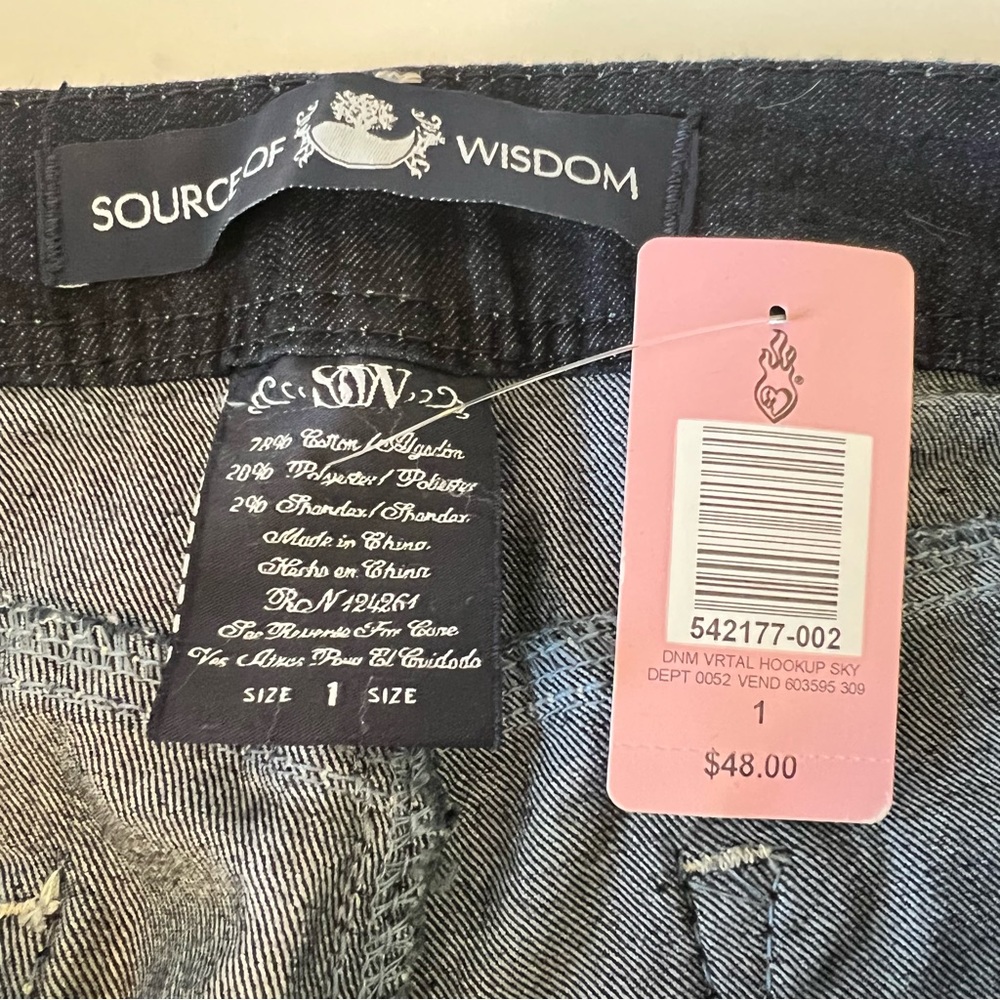 SOURCE OF WISDOM
SOW
78% Cotton / Algodón
20% Polyester / Poliester
2% Spandex / Spandex
Made in China
Hecho en China
RN 124261
See Reverse For Care
Ver Atras Para El Cuidado
SIZE 1 SIZE
542177-002
DNM VRTAL HOOKUP SKY
DEPT 0052 VEND 603595 309
1
$48.00